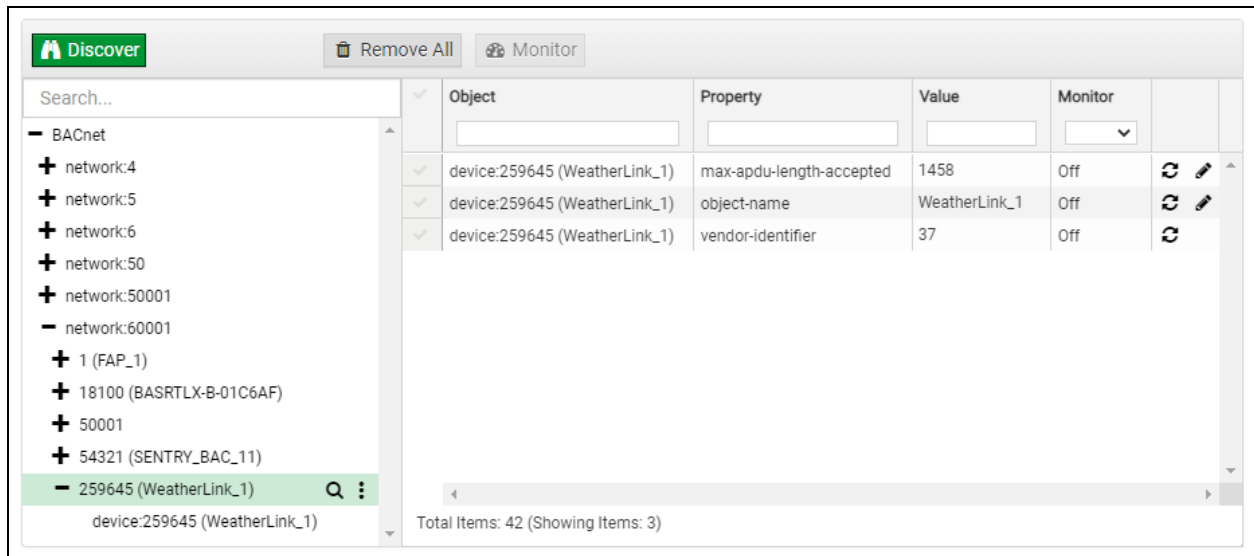 Discover
Remove All
Monitor
Search...
BACnet
network:4
network:5
network:6
network:50
network:50001
network:60001
1 (FAP_1)
18100 (BASRTLX-B-01C6AF)
50001
54321 (SENTRY_BAC_11)
259645 (WeatherLink_1)
device:259645 (WeatherLink_1)
Object Property Value Monitor
device:259645 (WeatherLink_1) max-apdu-length-accepted 1458 Off
device:259645 (WeatherLink_1) object-name WeatherLink_1 Off
device:259645 (WeatherLink_1) vendor-identifier 37 Off
Total Items: 42 (Showing Items: 3)